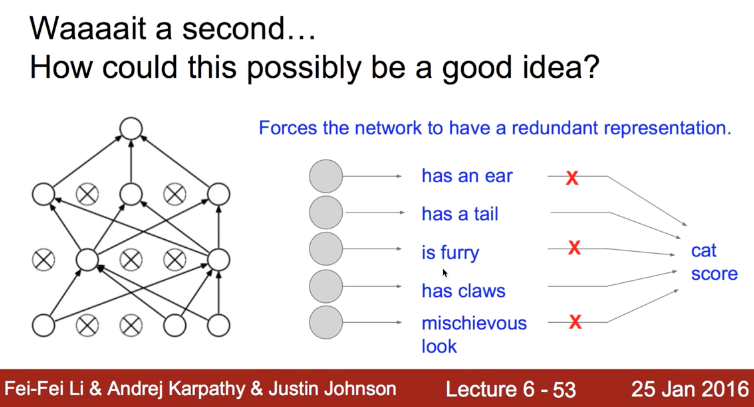 Waaaait a second…
How could this possibly be a good idea?
Forces the network to have a redundant representation.
has an ear
X
has a tail
is furry
X
has claws
mischievous
look
X
cat
score
Fei-Fei Li & Andrej Karpathy & Justin Johnson
Lecture 6 - 53
25 Jan 2016